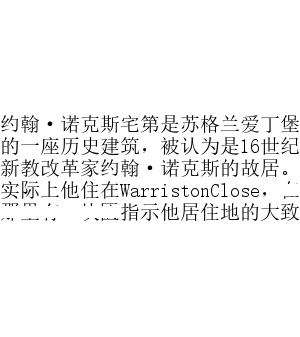 约翰·诺克斯宅第是苏格兰爱丁堡
的一座历史建筑，被认为是16世纪
新教改革家约翰·诺克斯的故居。
实际上他住在WarristonClose，
指示他居住地的大致